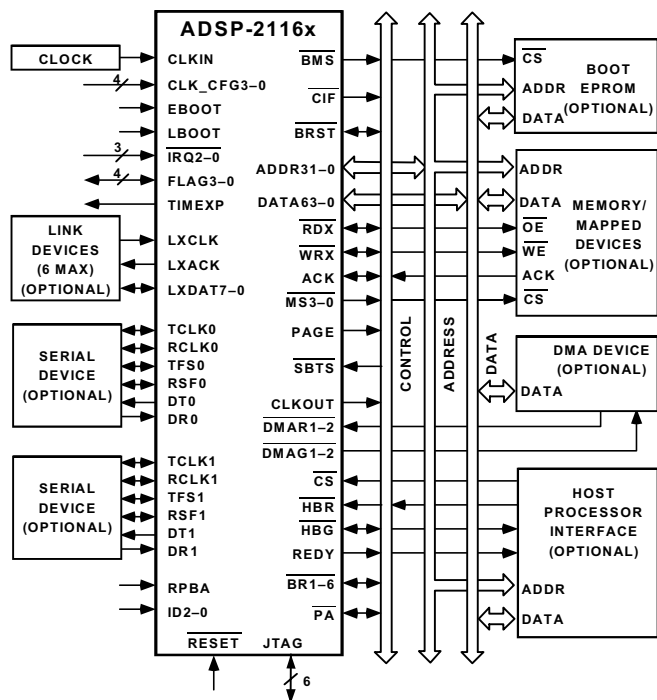 ADSP-2116x
CLOCK
CLKIN
4
CLK_CFG3-0
EBOOT
LBOOT
3
IRQ2-0
4
FLAG3-0
TIMEXP
LINK
DEVICES
(6 MAX)
(OPTIONAL)
LXCLK
LXACK
LXDAT7-0
SERIAL
DEVICE
(OPTIONAL)
TCLK0
RCLK0
TFS0
RSF0
DT0
DR0
SERIAL
DEVICE
(OPTIONAL)
TCLK1
RCLK1
TFS1
RSF1
DT1
DR1
RPBA
ID2-0
RESET
JTAG
6
BMS
CIF
BRST
ADDR31-0
DATA63-0
RDX
WRX
ACK
MS3-0
PAGE
SBTS
CLKOUT
DMAR1-2
DMAG1-2
CS
HBR
HBG
REDY
BR1-6
PA
CONTROL
ADDRESS
DATA
CS
BOOT
EPROM
(OPTIONAL)
ADDR
DATA
ADDR
DATA
OE
WE
ACK
CS
MEMORY/
MAPPED
DEVICES
(OPTIONAL)
DMA DEVICE
(OPTIONAL)
DATA
HOST
PROCESSOR
INTERFACE
(OPTIONAL)
ADDR
DATA